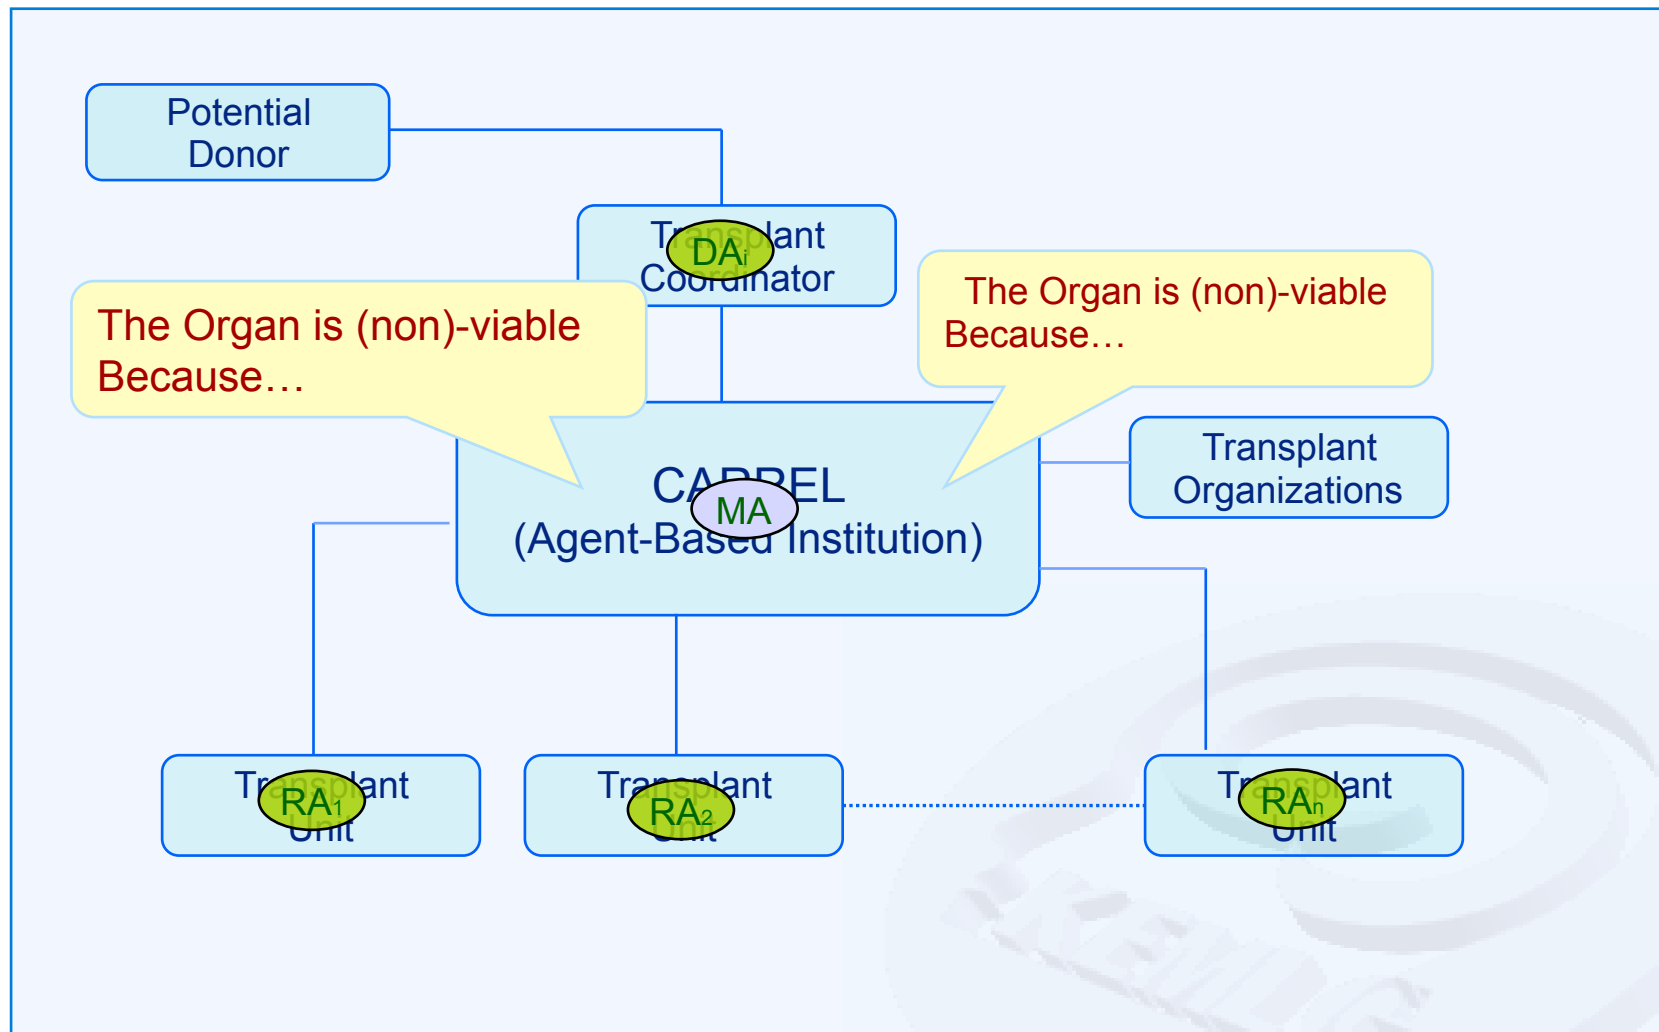 Potential
Donor
Transplant
DAi
Coordinator
The Organ is (non)-viable
Because…
The Organ is (non)-viable
Because…
Transplant
Organizations
CARREL
MA
(Agent-Based Institution)
Transplant
RA1
Unit
Transplant
RA2
Unit
Transplant
RAn
Unit